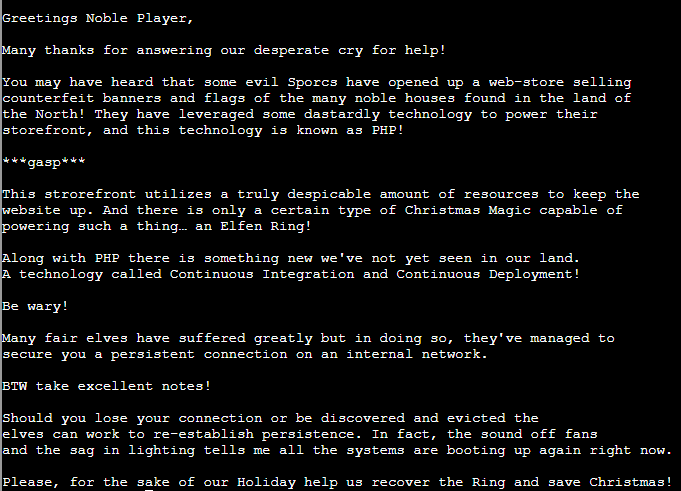 Greetings Noble Player,
Many thanks for answering our desperate cry for help!
You may have heard that some evil Sporcs have opened up a web-store selling
counterfeit banners and flags of the many noble houses found in the land of
the North! They have leveraged some dastardly technology to power their
storefront, and this technology is known as PHP!
***gasp***
This strorefront utilizes a truly despicable amount of resources to keep the
website up. And there is only a certain type of Christmas Magic capable of
powering such a thing… an Elfen Ring!
Along with PHP there is something new we've not yet seen in our land.
A technology called Continuous Integration and Continuous Deployment!
Be wary!
Many fair elves have suffered greatly but in doing so, they've managed to
secure you a persistent connection on an internal network.
BTW take excellent notes!
Should you lose your connection or be discovered and evicted the
elves can work to re-establish persistence. In fact, the sound off fans
and the sag in lighting tells me all the systems are booting up again right now.
Please, for the sake of our Holiday help us recover the Ring and save Christmas!